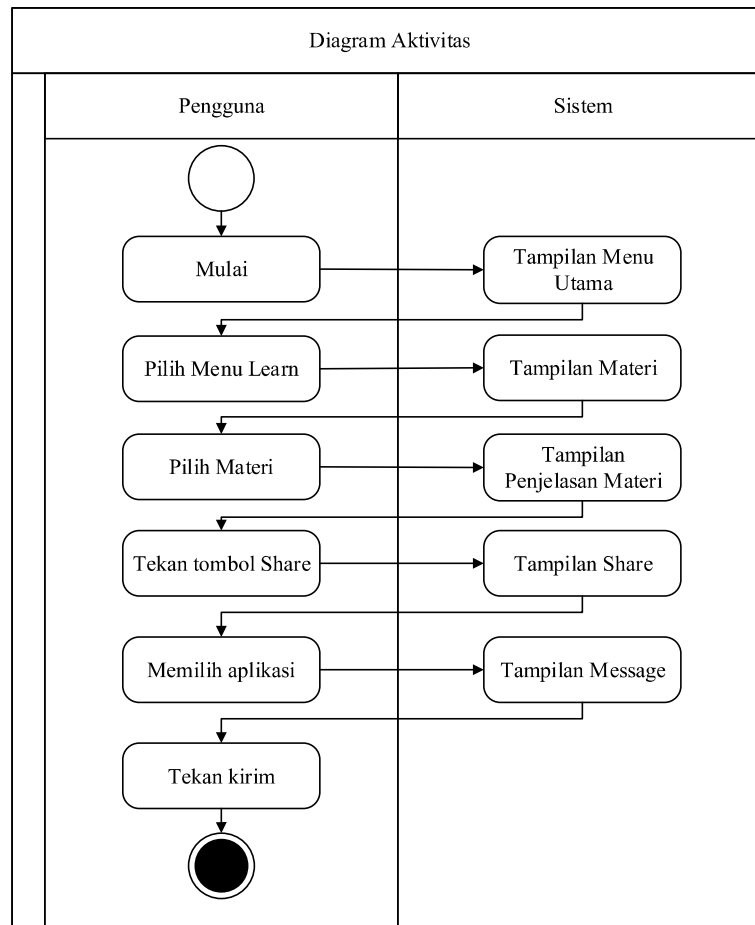 Diagram Aktivitas
Pengguna
Sistem
Mulai
Tampilan Menu
Utama
Pilih Menu Learn
Tampilan Materi
Pilih Materi
Tampilan
Penjelasan Materi
Tekan tombol Share
Tampilan Share
Memilih aplikasi
Tampilan Message
Tekan kirim